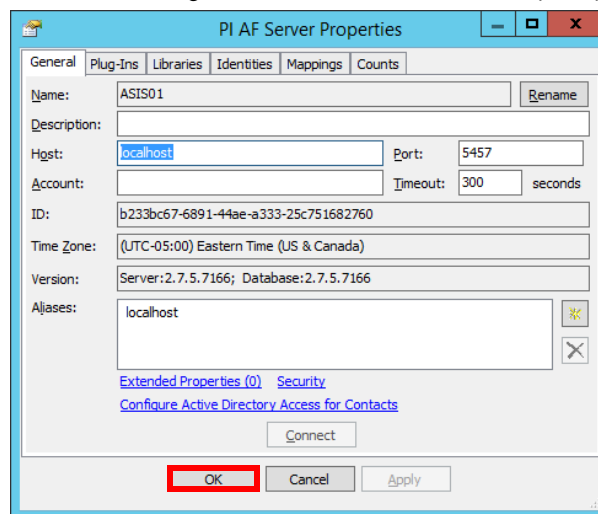 PI AF Server Properties
General Plug-Ins Libraries Identities Mappings Counts
Name: ASIS01 Rename
Description:
Host: localhost Port: 5457
Account: Timeout: 300 seconds
ID: b233bc67-6891-44ae-a333-25c751682760
Time Zone: (UTC-05:00) Eastern Time (US & Canada)
Version: Server:2.7.5.7166; Database:2.7.5.7166
Aliases: localhost
Extended Properties (0) Security
Configure Active Directory Access for Contacts
Connect
OK Cancel Apply